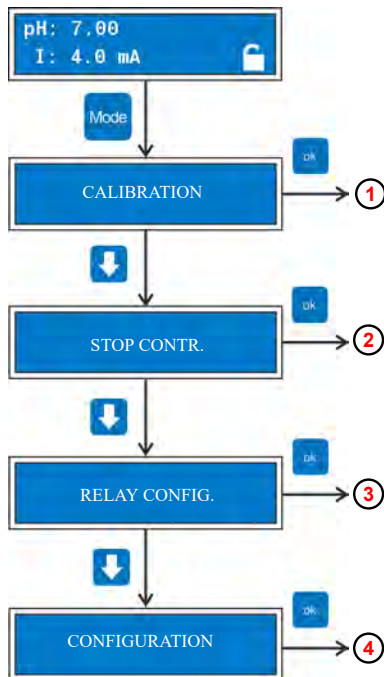 pH: 7.00
I: 4.0 mA
Mode
ok
CALIBRATION
1
ok
STOP CONTR.
2
ok
RELAY CONFIG.
3
ok
CONFIGURATION
4